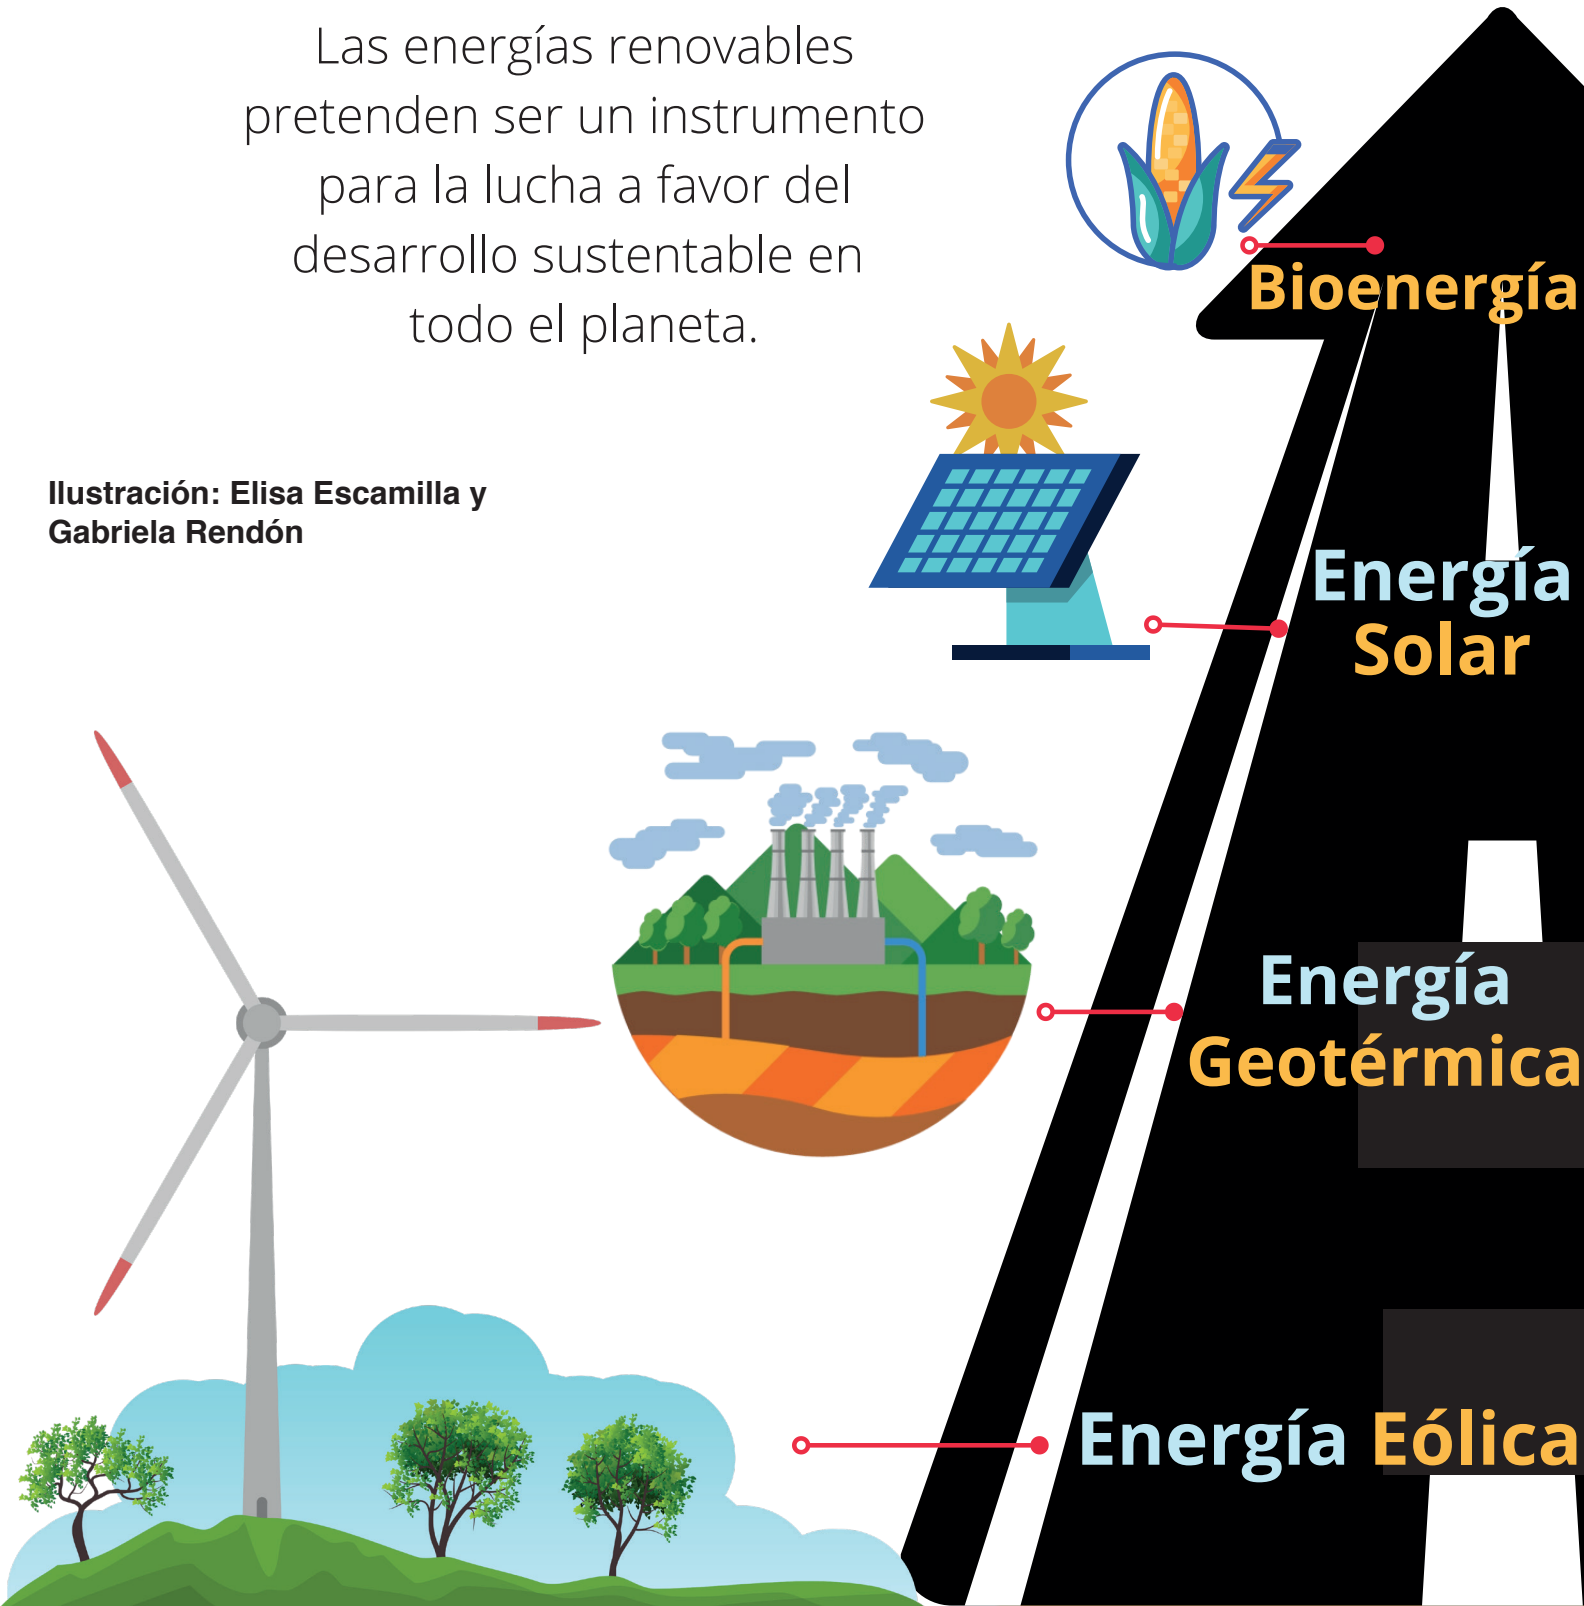 Las energías renovables
pretenden ser un instrumento
para la lucha a favor del
desarrollo sustentable en
todo el planeta.
Ilustración: Elisa Escamilla y
Gabriela Rendón
Bioenergía
Energía
Solar
Energía
Geotérmica
Energía Eólica